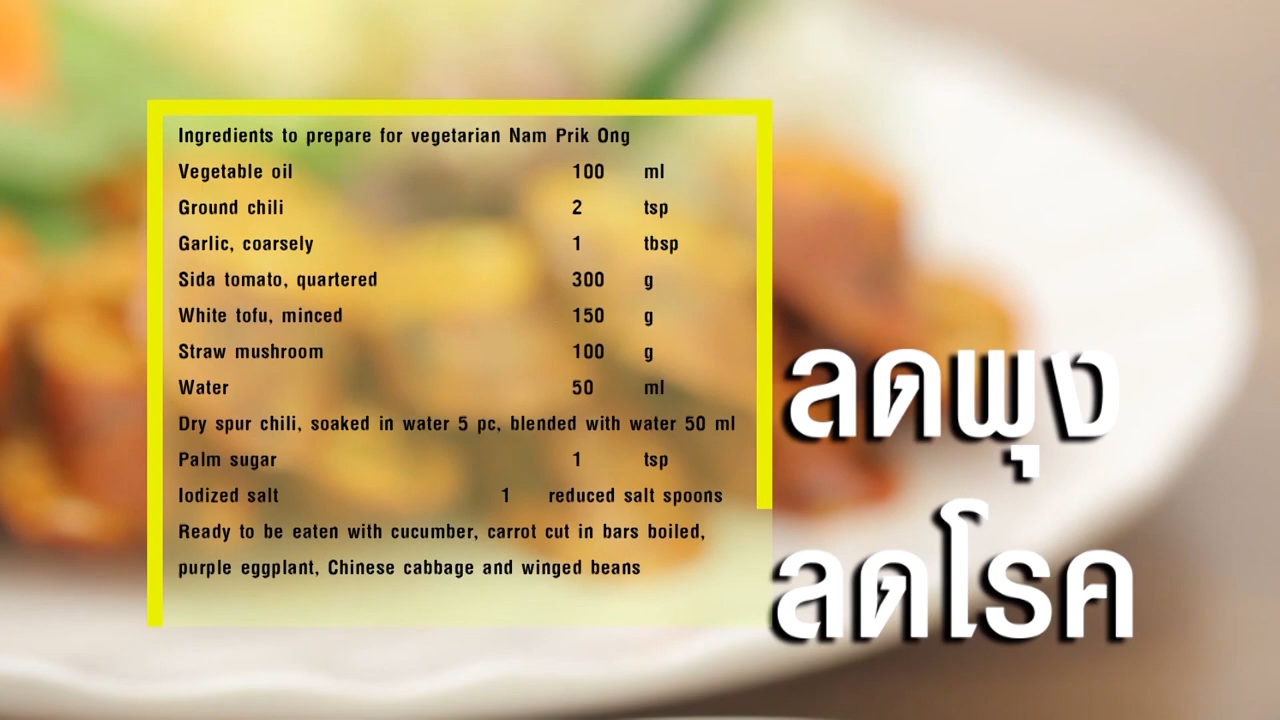 Ingredients to prepare for vegetarian Nam Prik Ong
Vegetable oil 100 ml
Ground chili 2 tsp
Garlic, coarsely 1 tbsp
Sida tomato, quartered 300 g
White tofu, minced 150 g
Straw mushroom 100 g
Water 50 ml
Dry spur chili, soaked in water 5 pc, blended with water 50 ml
Palm sugar 1 tsp
Iodized salt 1 reduced salt spoons
Ready to be eaten with cucumber, carrot cut in bars boiled,
purple eggplant, Chinese cabbage and winged beans
ลดพุง
ลดโรค